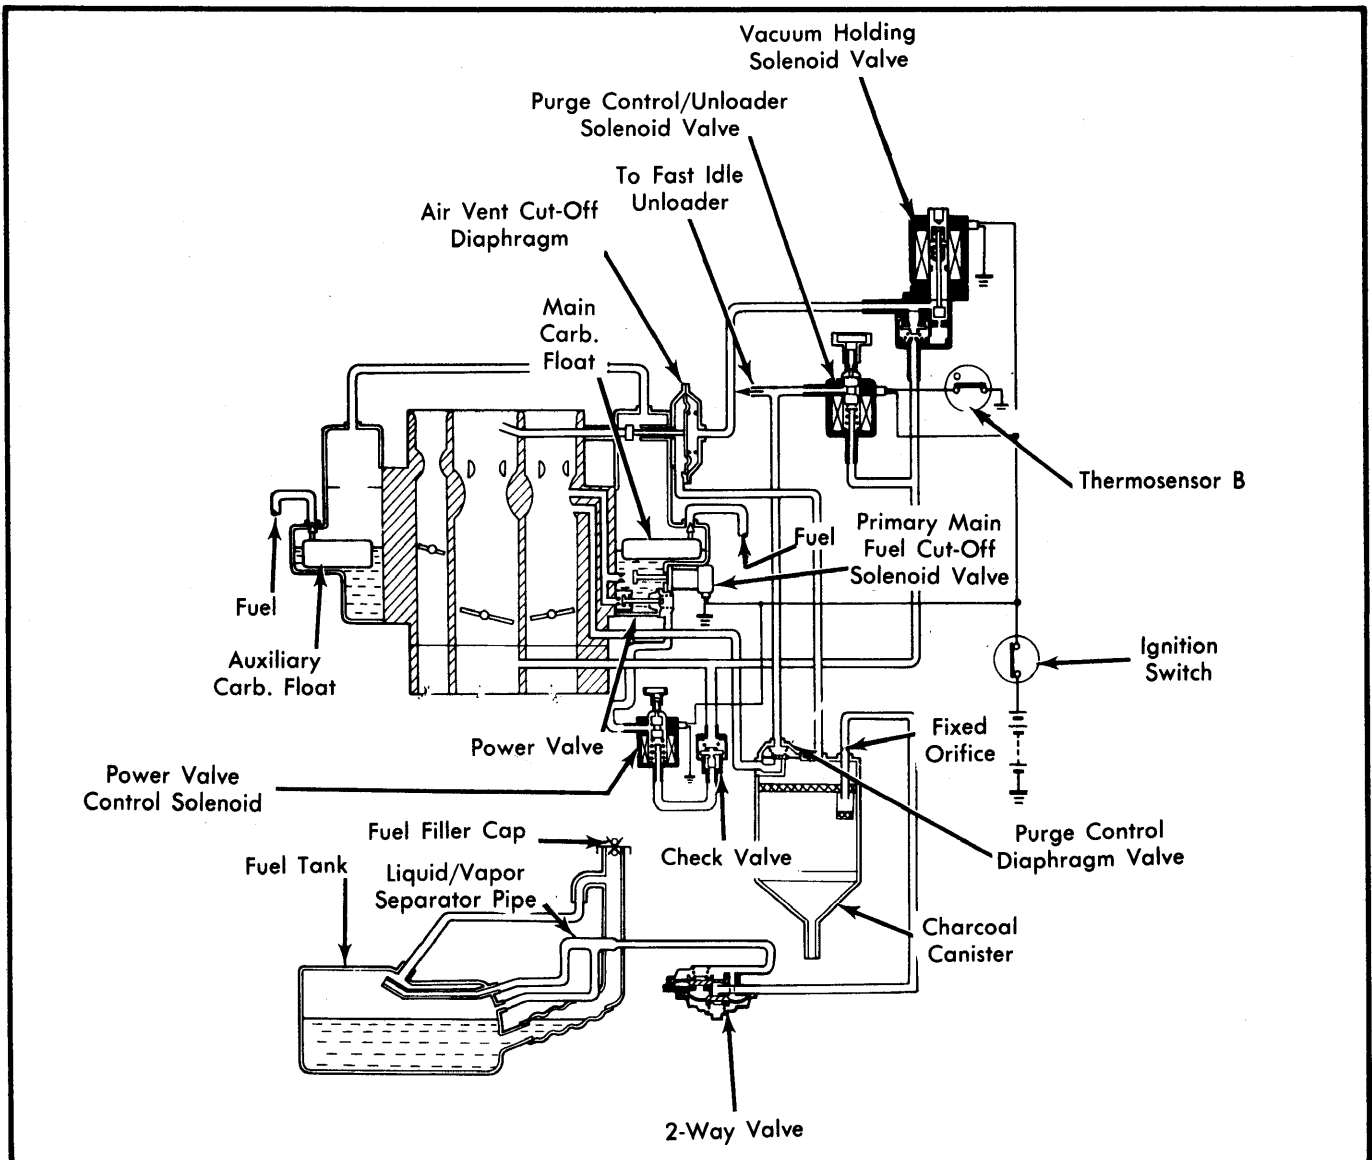 Vacuum Holding
Solenoid Valve
Purge Control/Unloader
Solenoid Valve
To Fast Idle
Unloader
Air Vent Cut-Off
Diaphragm
Main
Carb.
Float
Thermosensor B
Primary Main
Fuel Cut-Off
Solenoid Valve
Fuel
Fuel
Auxiliary
Carb. Float
Ignition
Switch
Fixed
Orifice
Power Valve
Power Valve
Control Solenoid
Fuel Filler Cap
Check Valve
Purge Control
Diaphragm Valve
Fuel Tank
Liquid/Vapor
Separator Pipe
Charcoal
Canister
2-Way Valve